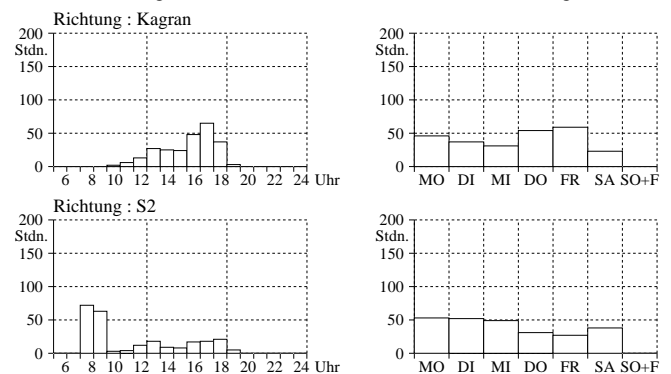 Richtung : Kagran
200 200
Stdn. Stdn.
150 150
100 100
50 50
0 0
6 8 10 12 14 16 18 20 22 24 Uhr MO DI MI DO FR SA SO+F
Richtung : S2
200 200
Stdn. Stdn.
150 150
100 100
50 50
0 0
6 8 10 12 14 16 18 20 22 24 Uhr MO DI MI DO FR SA SO+F